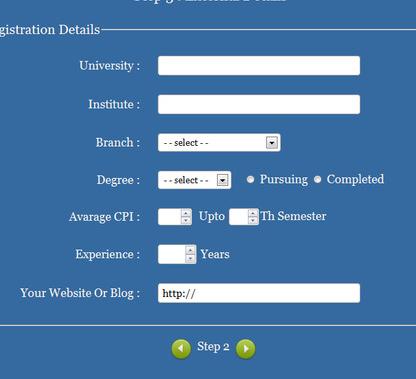 gistration Details
University :
Institute :
Branch : - - select - -
Degree : - - select - - Pursuing Completed
Avarage CPI : Upto Th Semester
Experience : Years
Your Website Or Blog : http://
Step 2